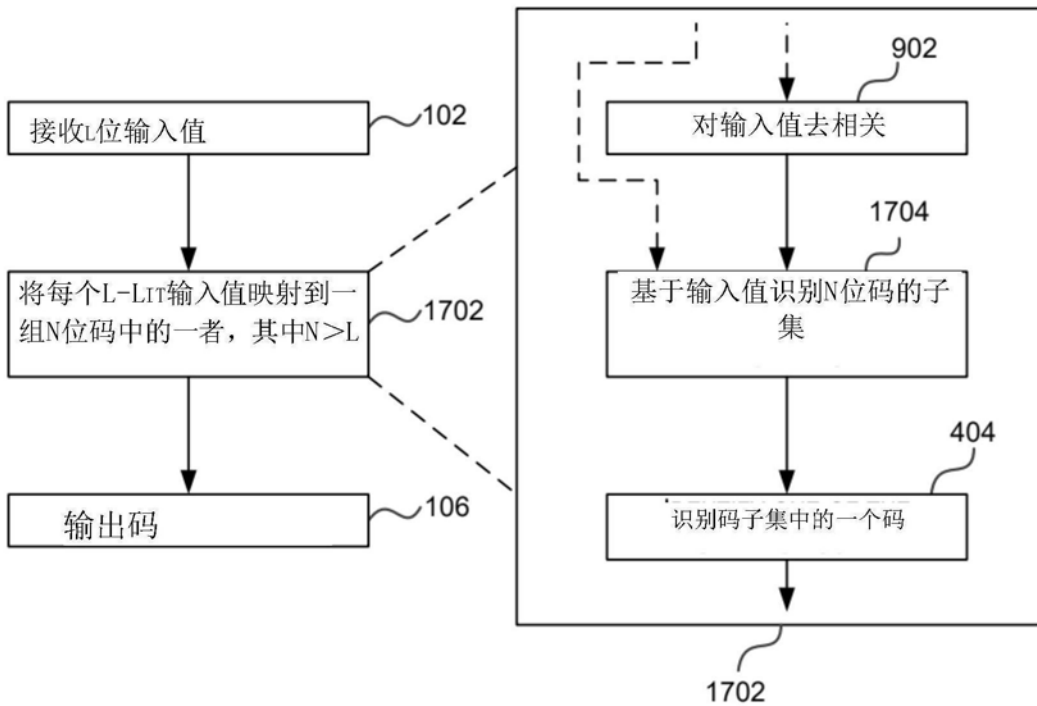 接收L位输入值
102
将每个L-LIT输入值映射到一
组N位码中的一者，其中N＞L
1702
输出码
106
902
对输入值去相关
1704
基于输入值识别N位码的子
集
404
识别码子集中的一个码
1702